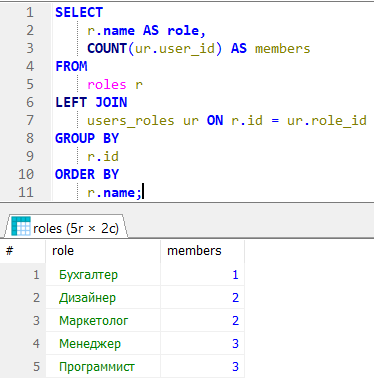 1 SELECT
2 r.name AS role,
3 COUNT(ur.user_id) AS members
4 FROM
5 roles r
6 LEFT JOIN
7 users_roles ur ON r.id = ur.role_id
8 GROUP BY
9 r.id
10 ORDER BY
11 r.name;
roles (5r × 2c)
# role members
1 Бухгалтер 1
2 Дизайнер 2
3 Маркетолог 2
4 Менеджер 3
5 Программист 3